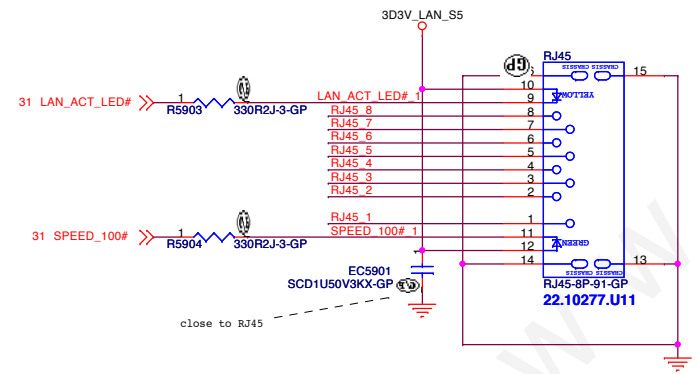 3D3V_LAN_S5
RJ45
GP
CHASSIS CHASSIS
15
10
31 LAN_ACT_LED#
1
R5903
330R2J-3-GP
LAN_ACT_LED#_1
9
YELLOW
RJ45_8
8
RJ45_7
7
RJ45_6
6
RJ45_5
5
RJ45_4
4
RJ45_3
3
RJ45_2
2
RJ45_1
1
31 SPEED_100#
1
R5904
330R2J-3-GP
SPEED_100#_1
11
GREEN
12
14
13
CHASSIS CHASSIS
EC5901
SCD1U50V3KX-GP
RJ45-8P-91-GP
22.10277.U11
close to RJ45
W
W